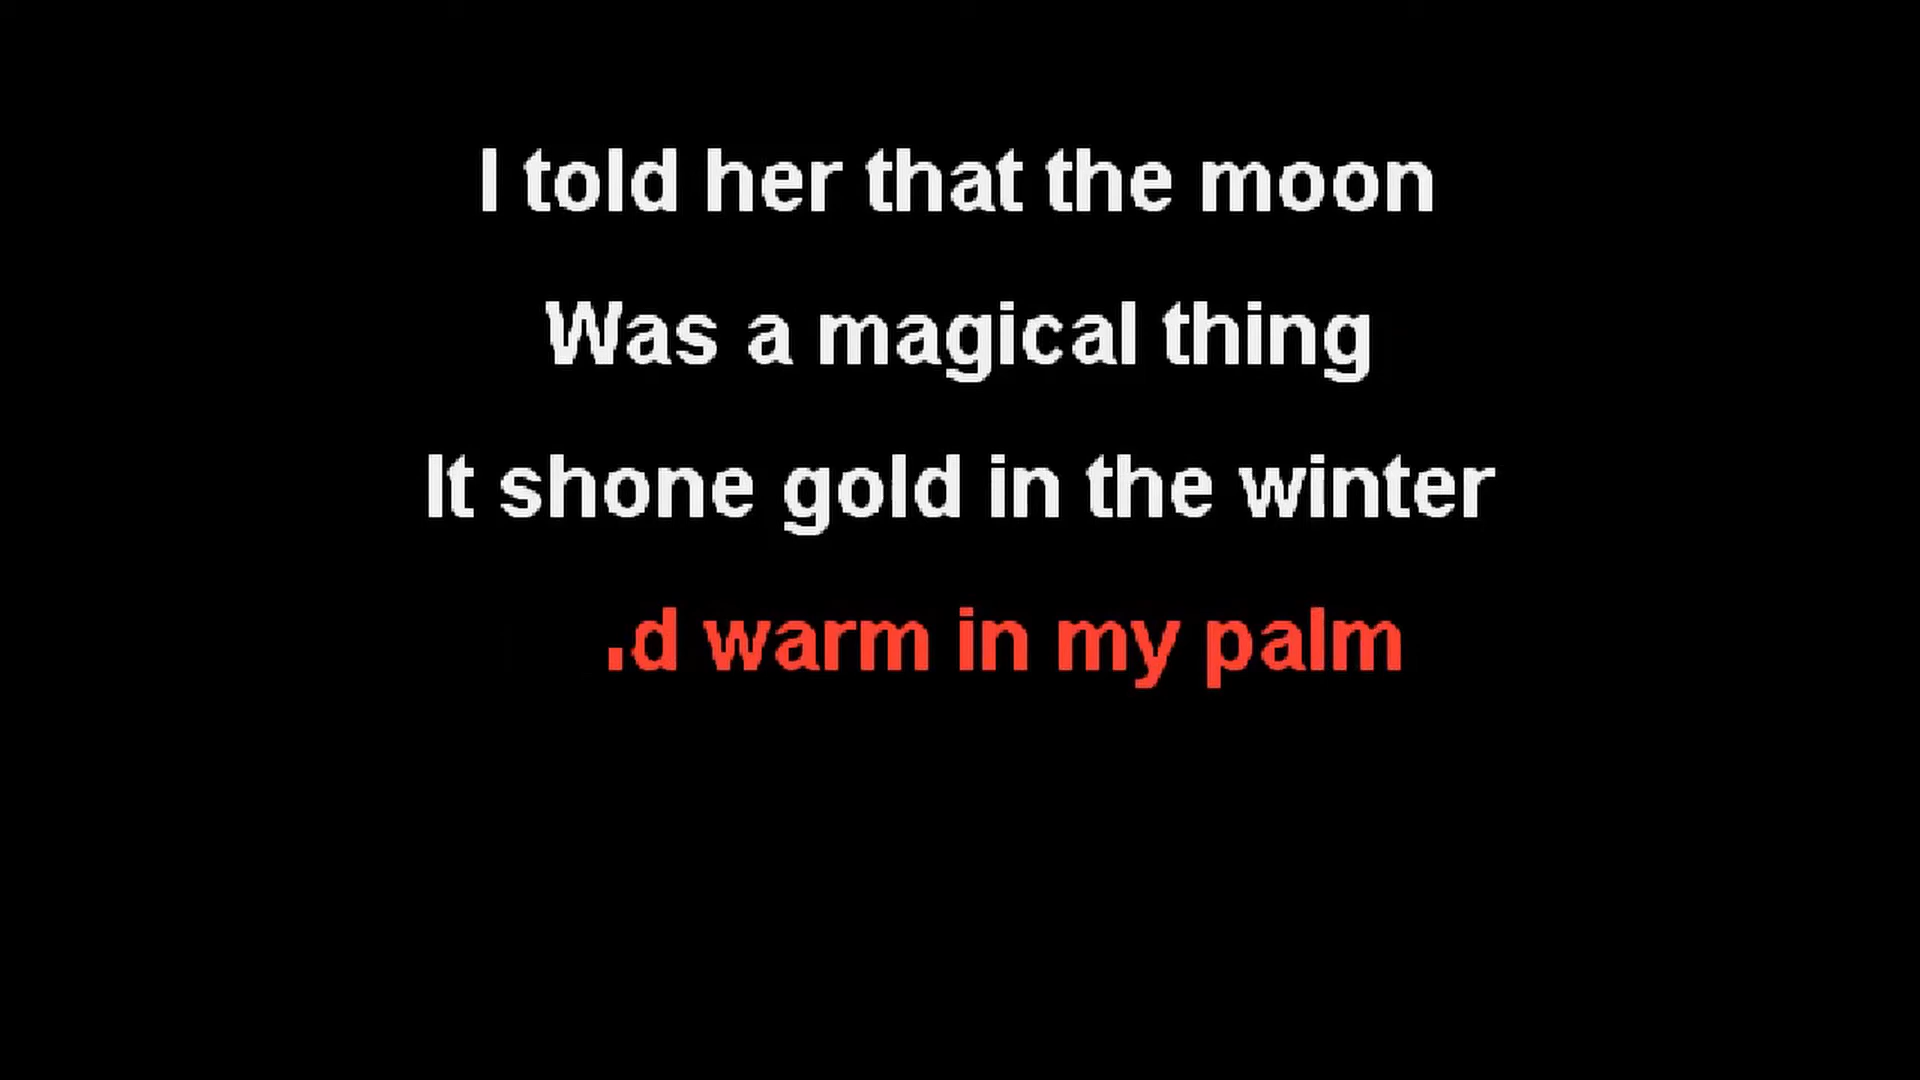 I told her that the moon
Was a magical thing
It shone gold in the winter
warm in my palm